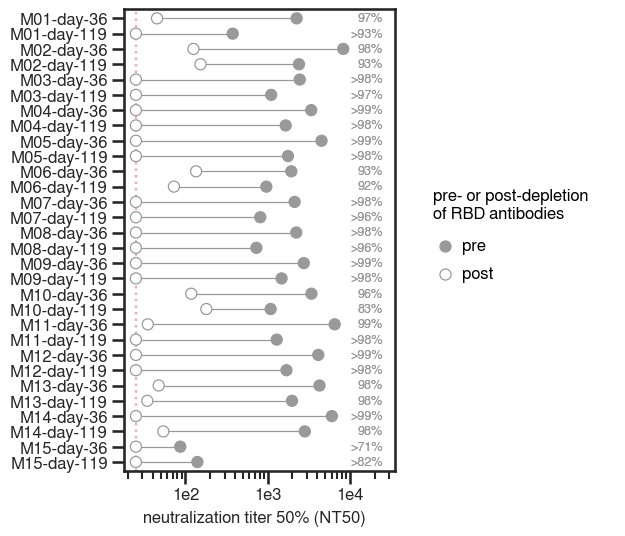 M01-day-36 97%
M01-day-119 >93%
M02-day-36 98%
M02-day-119 93%
M03-day-36 >98%
M03-day-119 >97%
M04-day-36 >99%
M04-day-119 >98%
M05-day-36 >99%
M05-day-119 >98%
M06-day-36 93%
M06-day-119 92%
M07-day-36 >98%
M07-day-119 >96%
M08-day-36 >98%
M08-day-119 >96%
M09-day-36 >99%
M09-day-119 >98%
M10-day-36 96%
M10-day-119 83%
M11-day-36 99%
M11-day-119 >98%
M12-day-36 >99%
M12-day-119 >98%
M13-day-36 98%
M13-day-119 98%
M14-day-36 >99%
M14-day-119 98%
M15-day-36 >71%
M15-day-119 >82%
1e2 1e3 1e4
neutralization titer 50% (NT50)
pre- or post-depletion
of RBD antibodies
pre
post